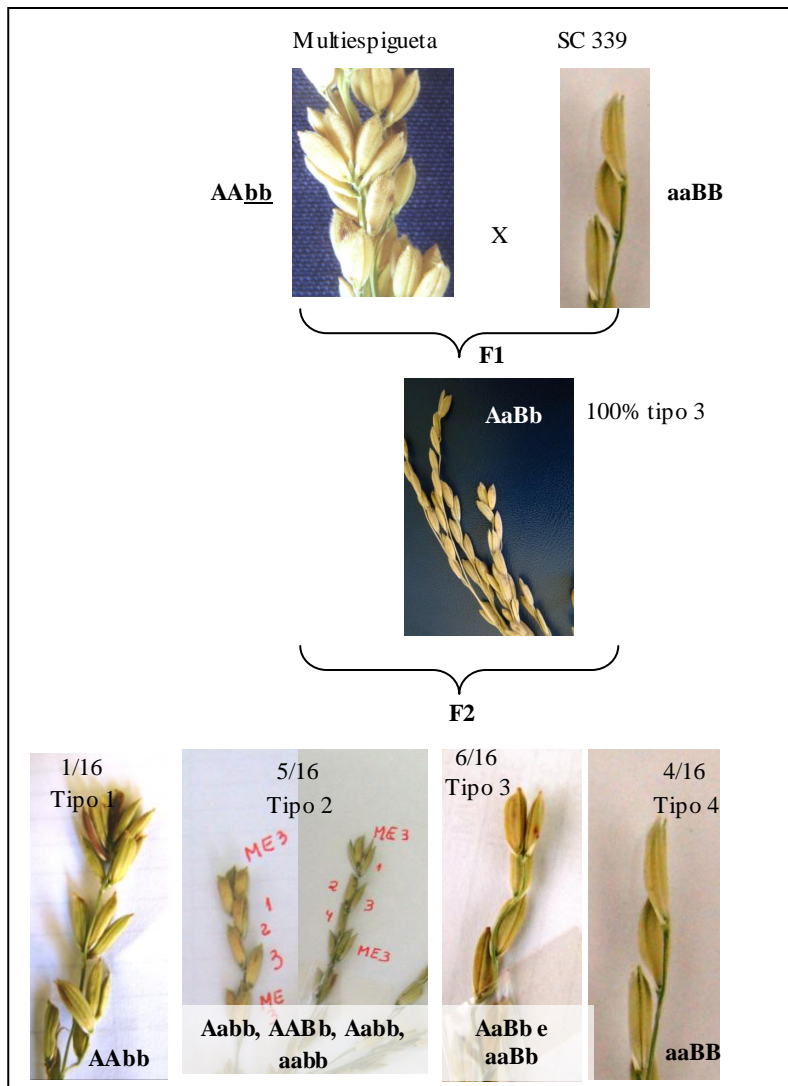 Multiespigueta
SC 339
AAbb
X
aaBB
F1
AaBb
100% tipo 3
F2
1/16
Tipo 1
5/16
Tipo 2
6/16
Tipo 3
4/16
Tipo 4
ME3
1
2
3
ME
3
ME3
1
2
3
4
ME3
AAbb
Aabb, AABb, Aabb,
aabb
AaBb e
aaBb
aaBB